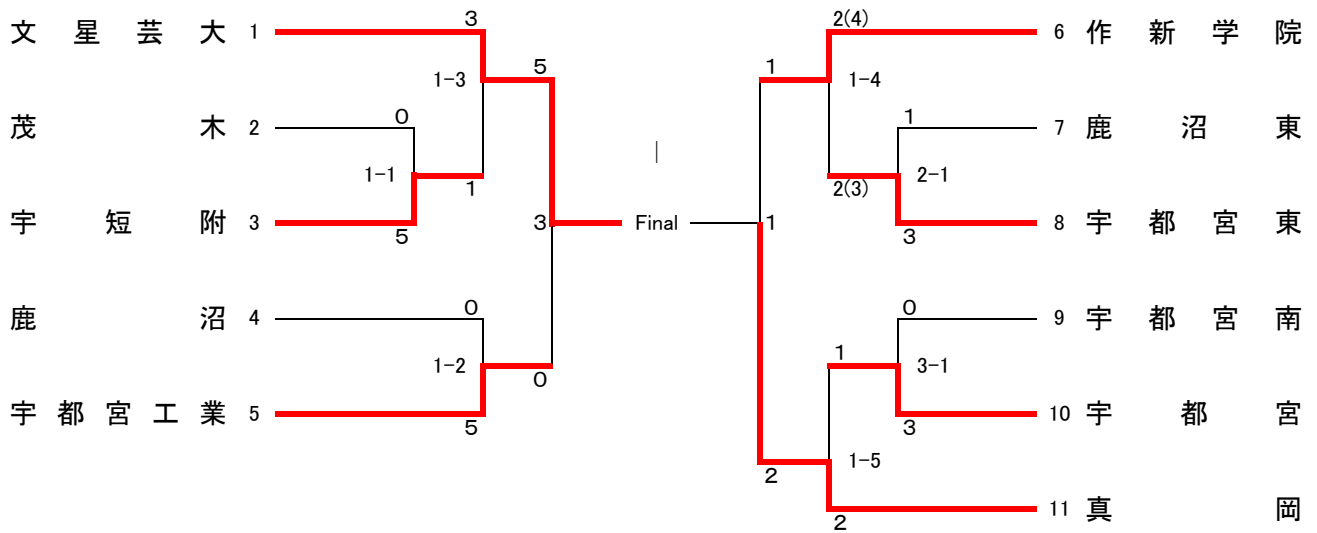 3 2(4)
文星芸大 1 6 作新学院
5 1
1-3 1-4
0 1
茂木 2 7 鹿沼東
|
1-1 2-1
1 2(3)
宇短附 3 3 Final 1 8 宇都宮東
5 3
0 0
鹿沼 4 9 宇都宮南
1
1-2 3-1
0
宇都宮工業 5 10 宇都宮
5 3
1-5
2
11 真岡
2